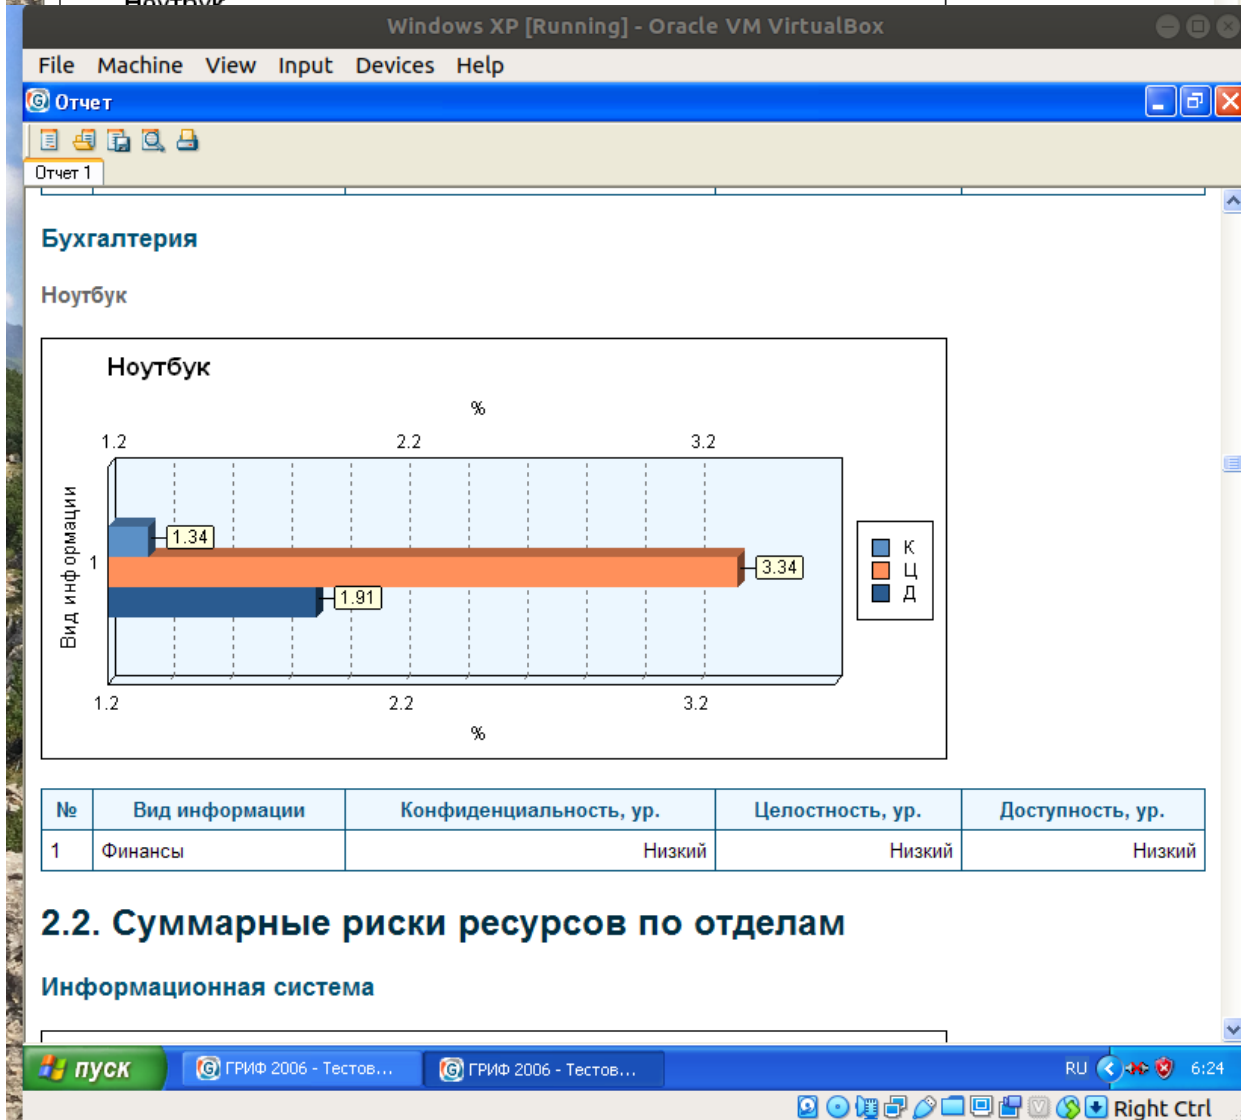 Ноутбук
Windows XP [Running] - Oracle VM VirtualBox
File Machine View Input Devices Help
Отчет
Отчет 1
Бухгалтерия
Ноутбук
Ноутбук
%
1.2 2.2 3.2
Вид информации
1
1.34
3.34
1.91
К
Ц
Д
1.2 2.2 3.2
%
№ Вид информации Конфиденциальность, ур. Целостность, ур. Доступность, ур.
1 Финансы Низкий Низкий Низкий
2.2. Суммарные риски ресурсов по отделам
Информационная система
пуск ГРИФ 2006 - Тестов... ГРИФ 2006 - Тестов... RU 6:24
Right Ctrl